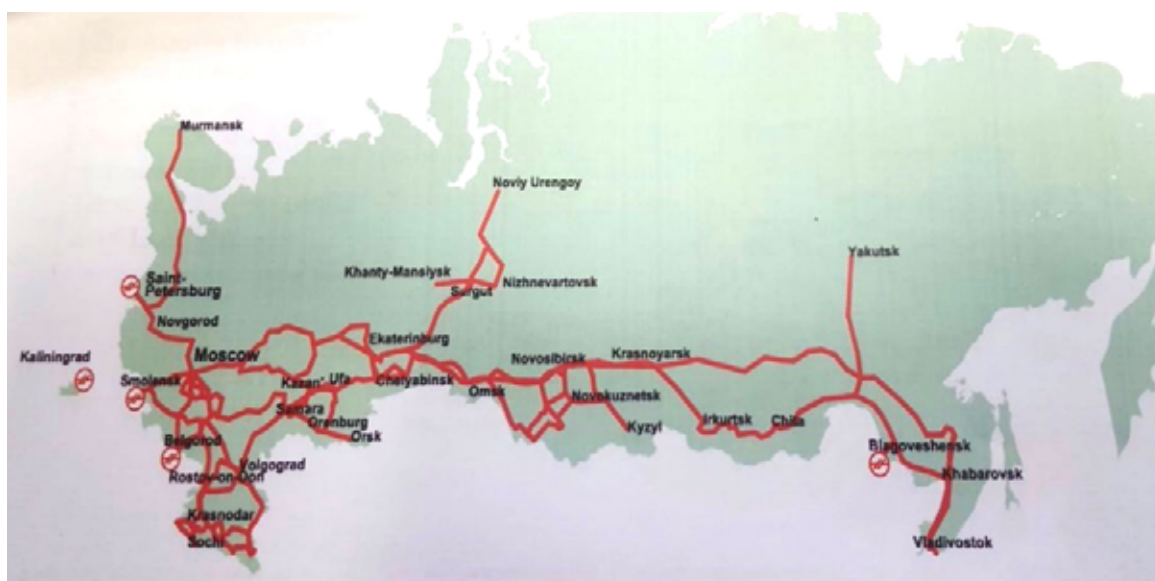 Murmansk
Noviy Urengoy
Yakutsk
Khanty-Mansiysk
Saint-
Petersburg
Surgut
Nizhnevartovsk
Novgorod
Ekaterinburg
Moscow
Kaliningrad
Novosibirsk
Krasnoyarsk
Smolensk
Kazan'
Ufa
Chelyabinsk
Omsk
Novokuznetsk
Samara
Orenburg
Irkurtsk
Chita
Kyzyl
Orsk
Belgorod
Blagoveshensk
Volgograd
Rostov-on-Don
Khabarovsk
Krasnodar
Sochi
Vladivostok